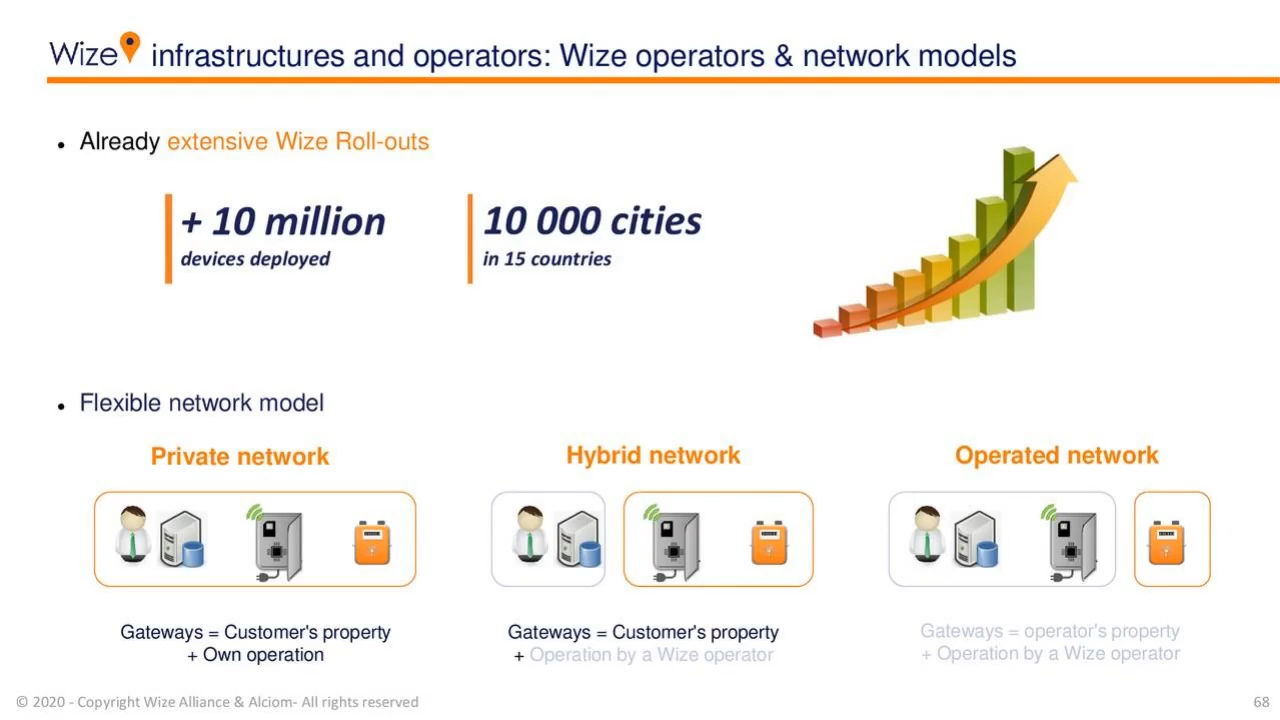 Wize infrastructures and operators: Wize operators & network models
• Already extensive Wize Roll-outs
+ 10 million
devices deployed
10 000 cities
in 15 countries
• Flexible network model
Private network
Hybrid network
Operated network
Gateways = Customer's property
+ Own operation
Gateways = Customer's property
+ Operation by a Wize operator
Gateways = operator's property
+ Operation by a Wize operator
© 2020 - Copyright Wize Alliance & Alciom- All rights reserved
68